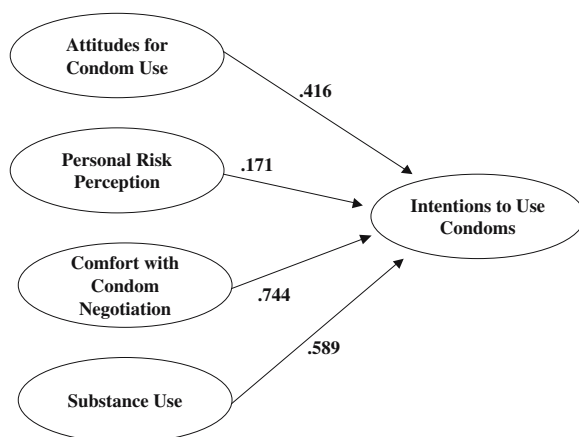 Attitudes for
Condom Use
.416
Personal Risk
Perception
.171
Intentions to Use
Condoms
Comfort with
Condom
Negotiation
.744
.589
Substance Use